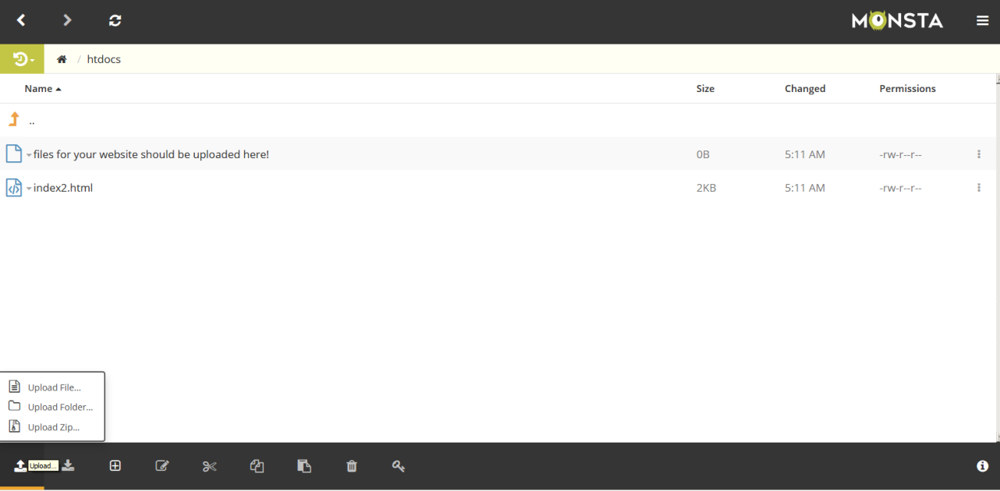 MONSTA
/ htdocs
Name Size Changed Permissions
..
files for your website should be uploaded here! 0B 5:11 AM -rw-r--r--
index2.html 2KB 5:11 AM -rw-r--r--
Upload File...
Upload Folder...
Upload Zip...
Upload...